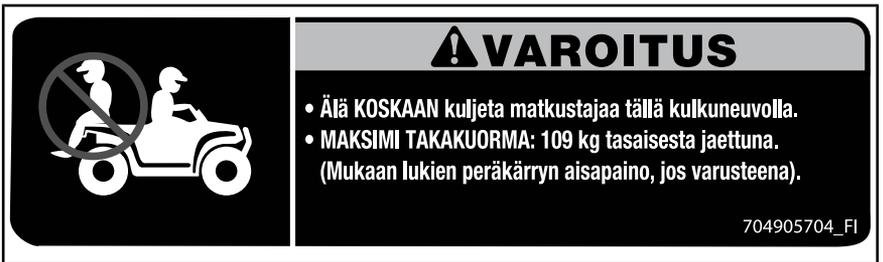 VAROITUS
• Älä KOSKAAN kuljeta matkustajaa tällä kulkuneuvolla.
• MAKSIMI TAKAKUORMA: 109 kg tasaisesta jaettuna.
(Mukaan lukien peräkärryn aisapaino, jos varusteena).
704905704_FI